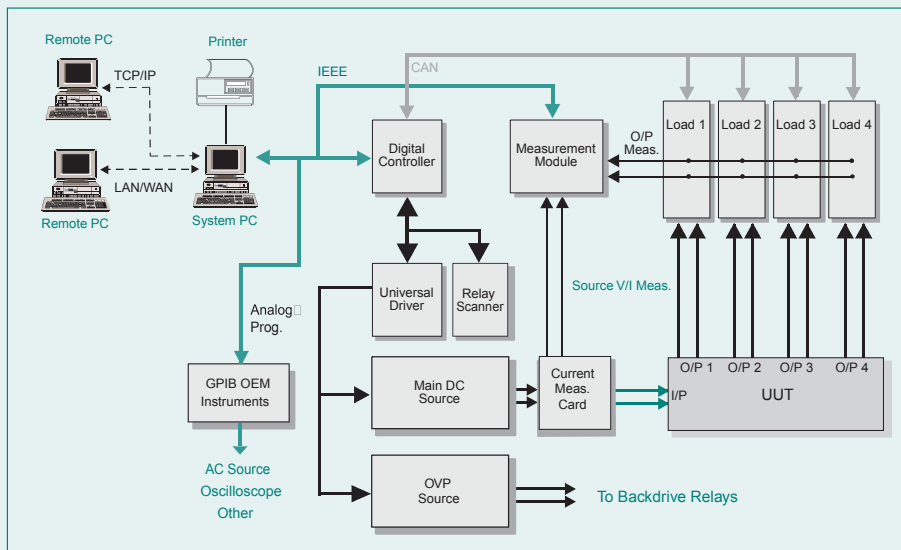 Remote PC
Printer
TCP/IP
IEEE
CAN
Load 1
Load 2
Load 3
Load 4
Digital
Controller
Measurement
Module
O/P
Meas.
LAN/WAN
Remote PC
System PC
Universal
Driver
Relay
Scanner
Source V/I Meas.
Analog
Prog.
GPIB OEM
Instruments
Main DC
Source
Current
Meas.
Card
O/P 1
O/P 2
O/P 3
O/P 4
I/P
UUT
AC Source
Oscilloscope
Other
OVP
Source
To Backdrive Relays